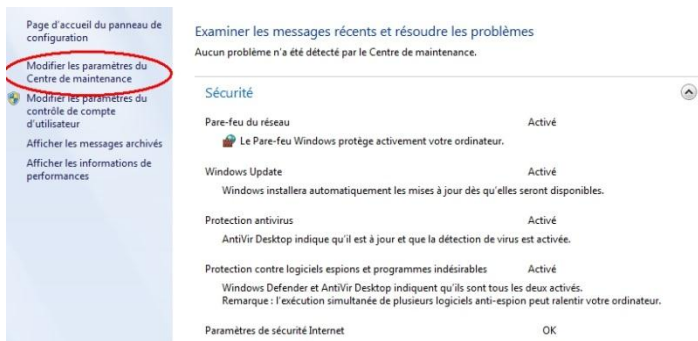 Page d'accueil du panneau de
configuration
Modifier les paramètres du
Centre de maintenance
Modifier les paramètres du
contrôle de compte
d'utilisateur
Afficher les messages archivés
Afficher les informations de
performances
Examiner les messages récents et résoudre les problèmes
Aucun problème n'a été détecté par le Centre de maintenance.
Sécurité
Pare-feu du réseau Activé
Le Pare-feu Windows protège activement votre ordinateur.
Windows Update Activé
Windows installera automatiquement les mises à jour dès qu'elles seront disponibles.
Protection antivirus Activé
AntiVir Desktop indique qu'il est à jour et que la détection de virus est activée.
Protection contre logiciels espions et programmes indésirables Activé
Windows Defender et AntiVir Desktop indiquent qu'ils sont tous les deux activés.
Remarque : l'exécution simultanée de plusieurs logiciels anti-espion peut ralentir votre ordinateur.
Paramètres de sécurité Internet OK